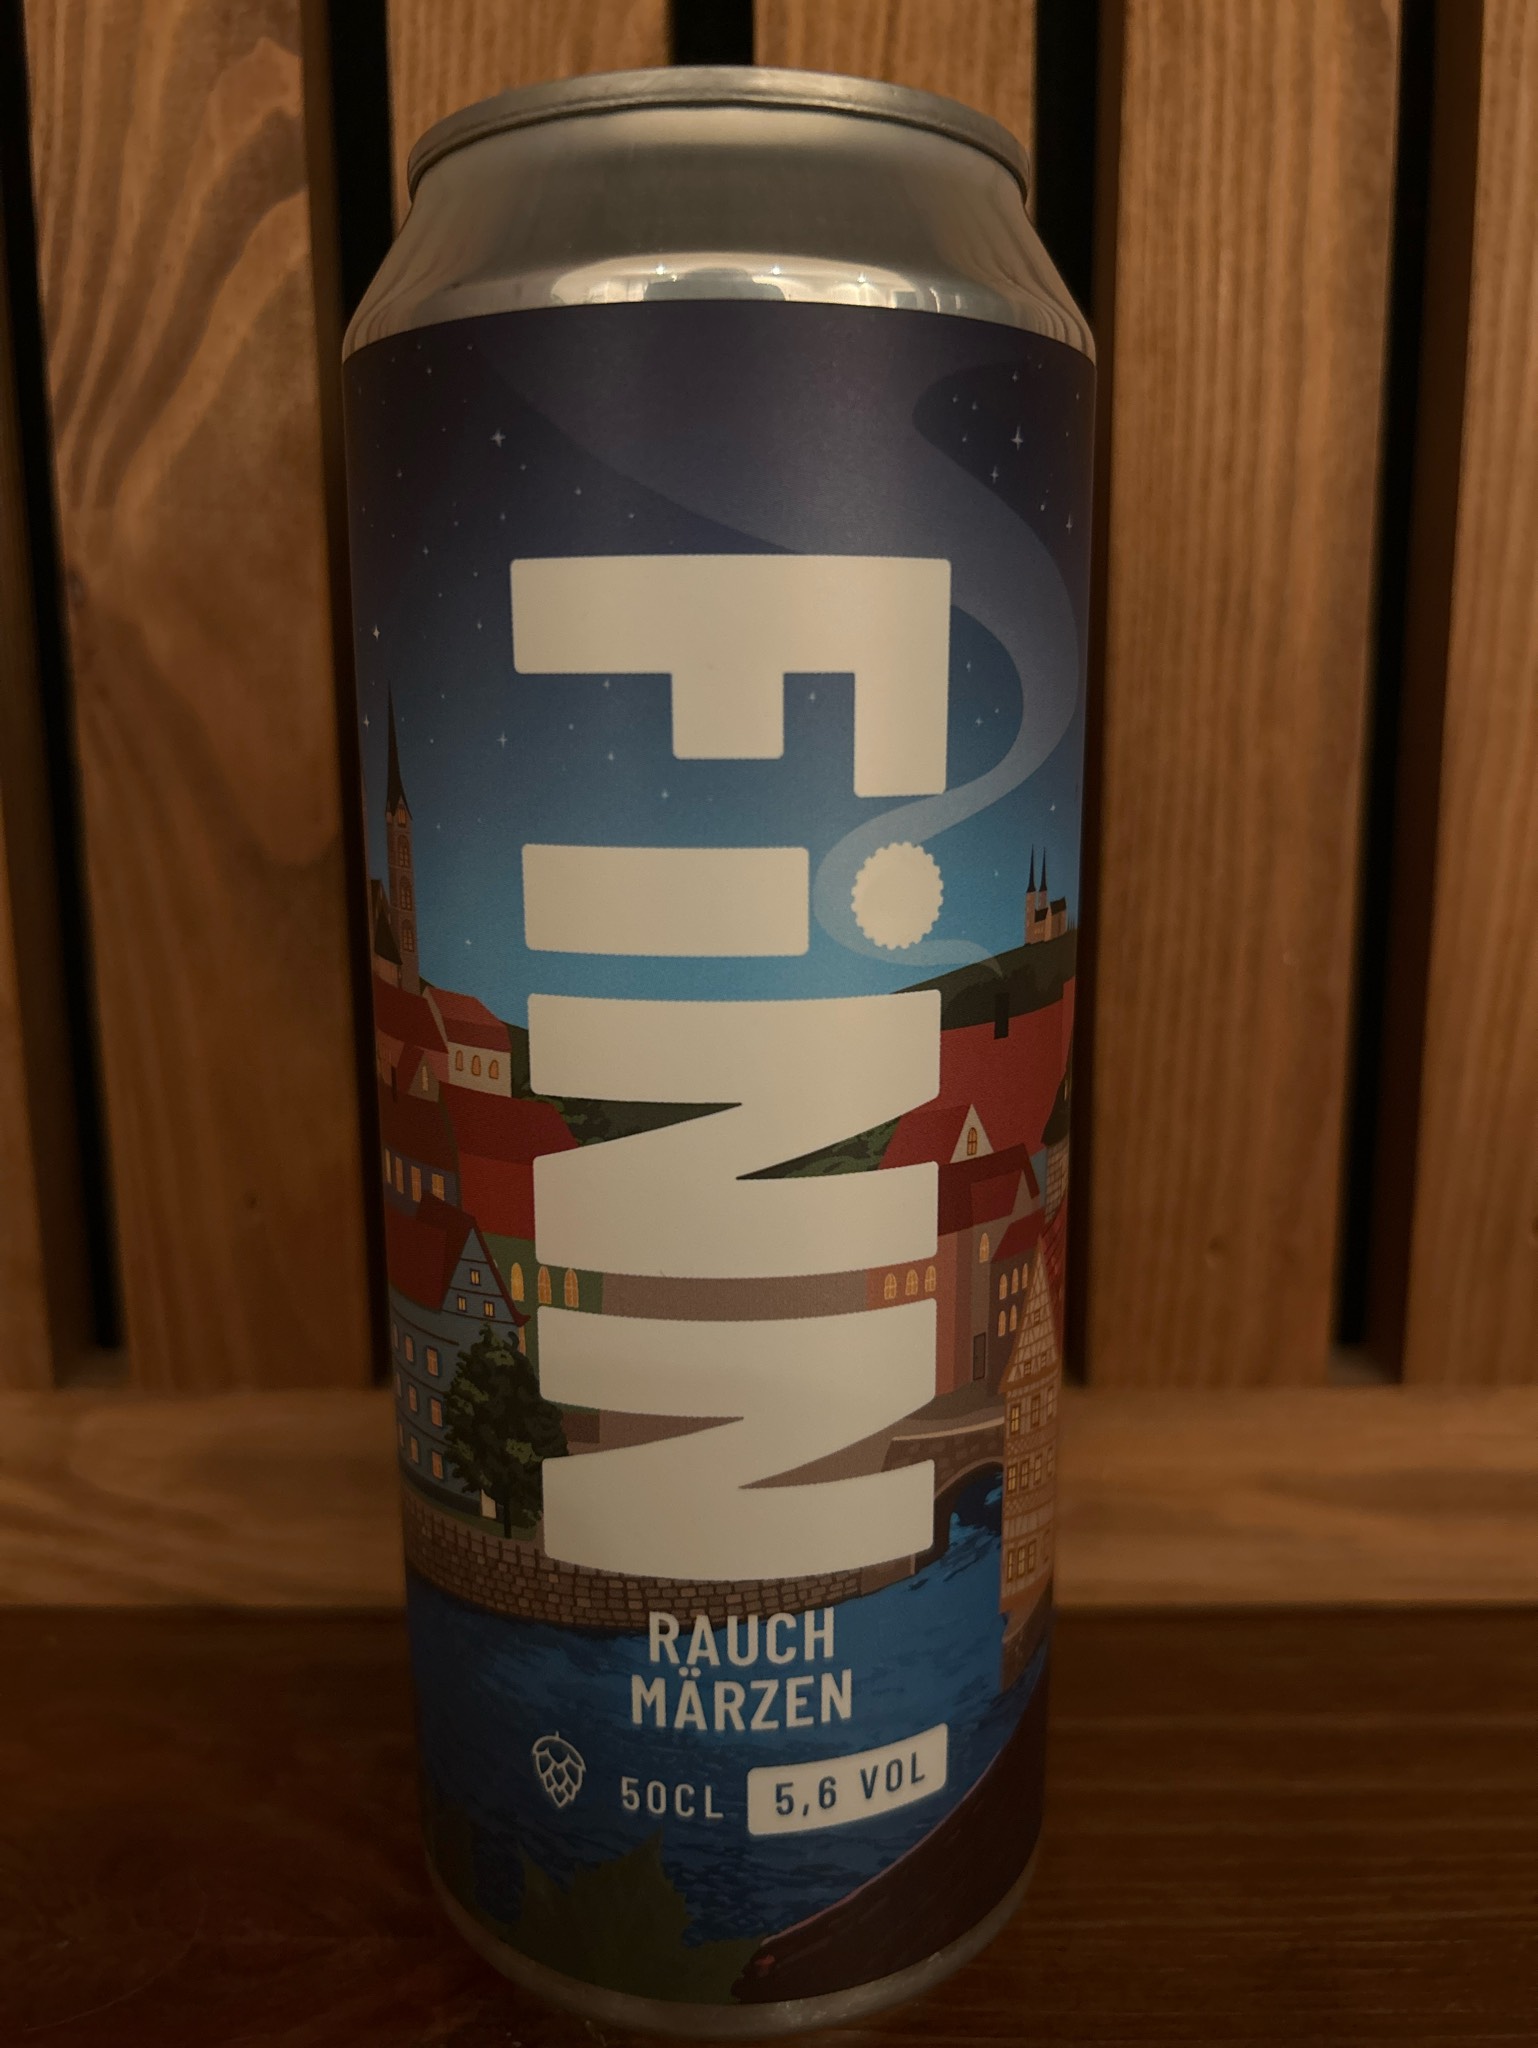 FiNN
RAUCH
MÄRZEN
50CL 5,6 VOL